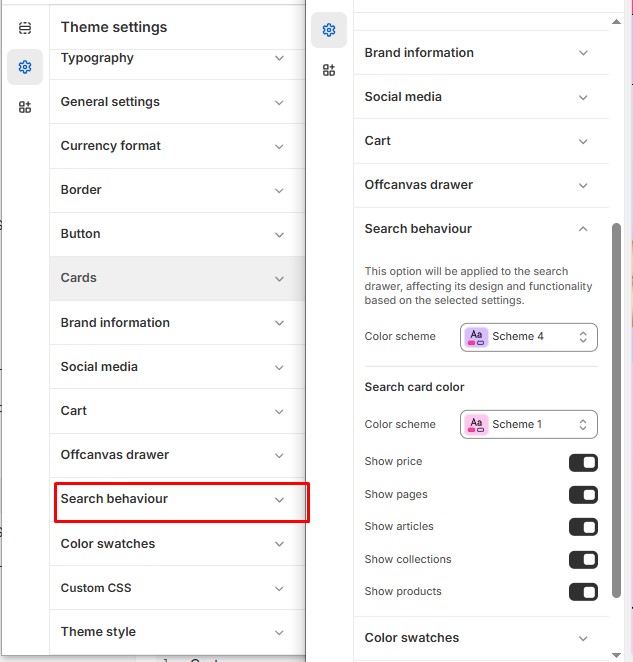 Theme settings
Typography
General settings
Currency format
Border
Button
Cards
Brand information
Social media
Cart
Offcanvas drawer
Search behaviour
Color swatches
Custom CSS
Theme style
Brand information
Social media
Cart
Offcanvas drawer
Search behaviour
This option will be applied to the search
drawer, affecting its design and functionality
based on the selected settings.
Color scheme
Aa Scheme 4
Search card color
Color scheme
Aa Scheme 1
Show price
Show pages
Show articles
Show collections
Show products
Color swatches